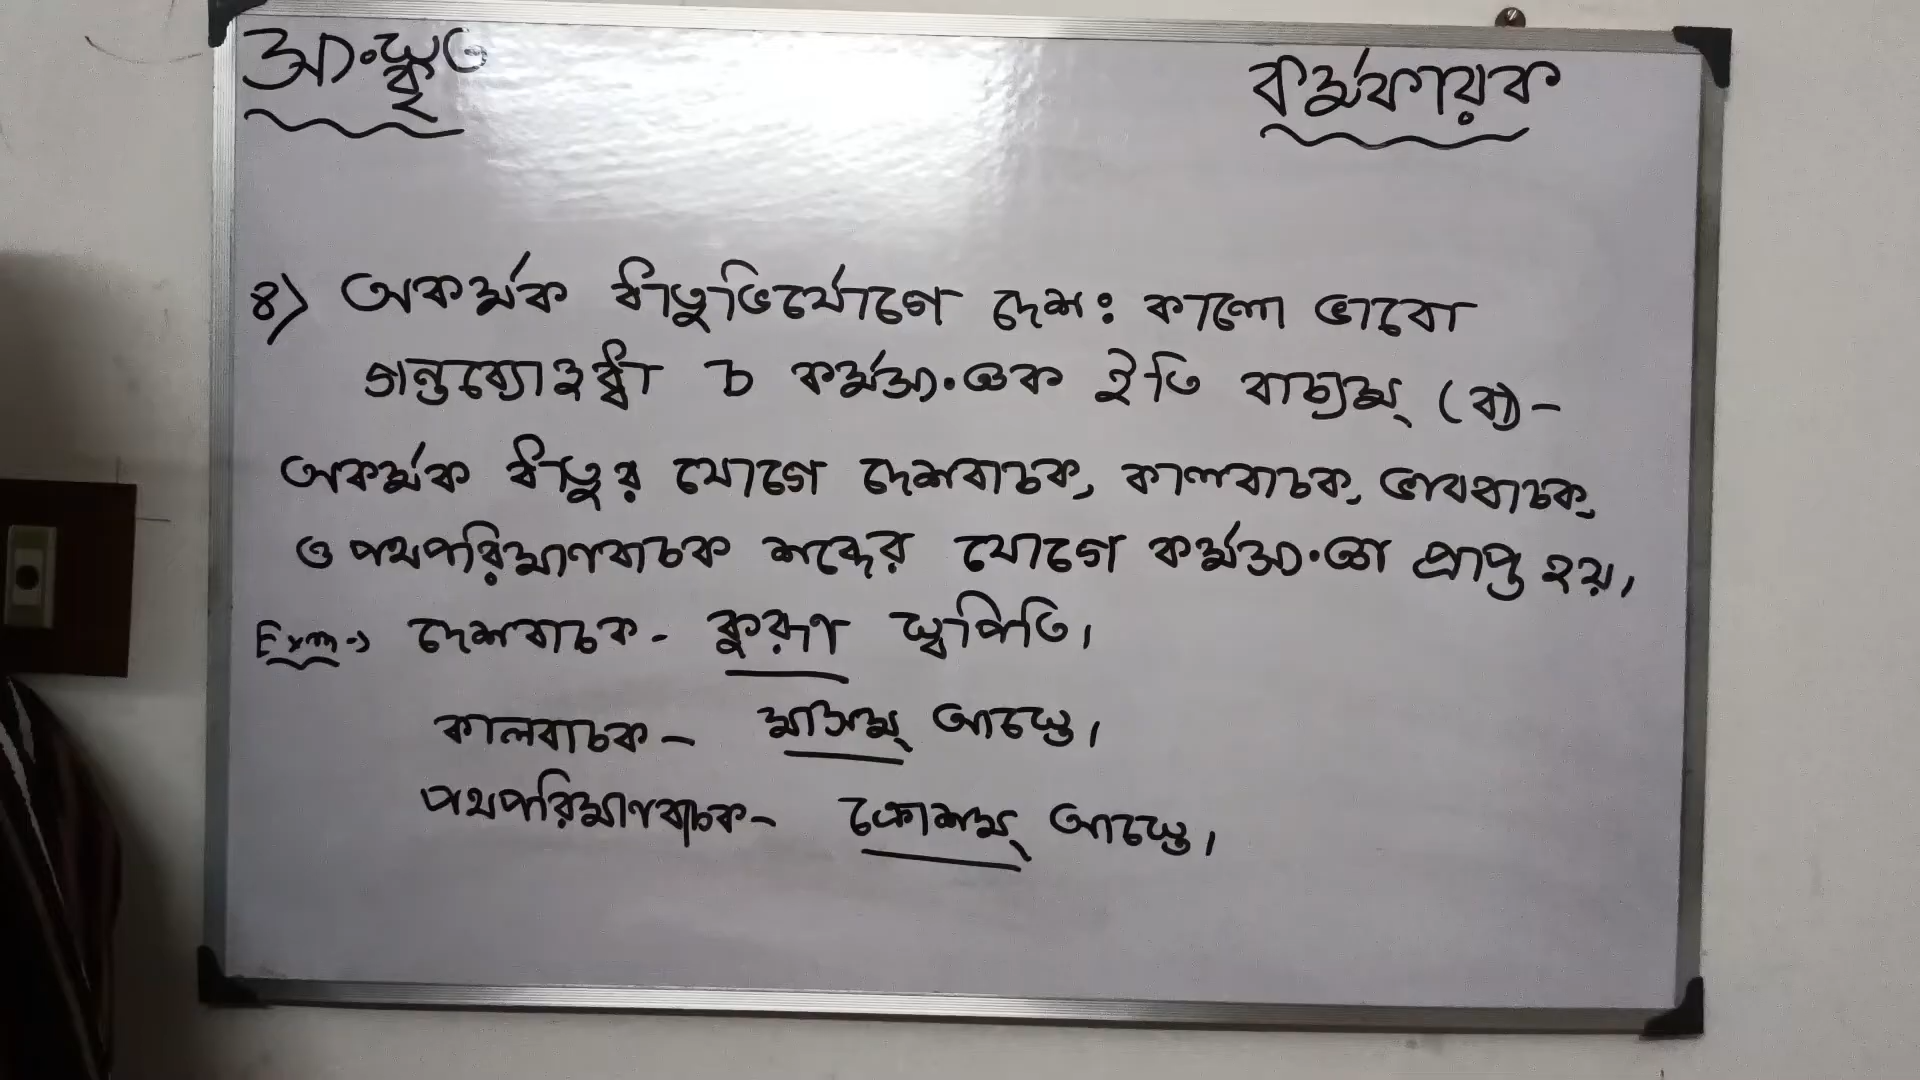 সংস্কৃত
কর্মকারক
৪) অকর্মক ধাতুভির্যোগে দেশঃ কালো ভাবো
গন্তব্যোহধ্বা চ কর্মসংজ্ঞক ইতি বাচ্যম্ (বা) -
অকর্মক ধাতুর যোগে দেশবাচক, কালবাচক, ভাববাচক,
ও পথপরিমাণবাচক শব্দের যোগে কর্মসংজ্ঞা প্রাপ্ত হয়।
Exm→ দেশবাচক - কুরূণ স্বপিতি।
কালবাচক - মাসম্ আস্তে।
পথপরিমাণবাচক - ক্রোশম্ আস্তে।